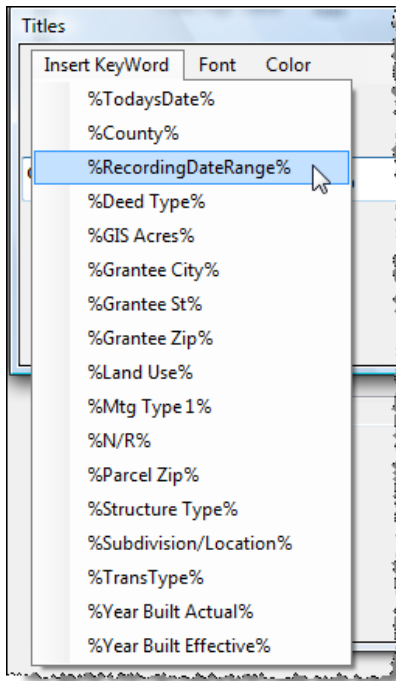 Titles
Insert KeyWord Font Color
%TodaysDate%
%County%
%RecordingDateRange%
%Deed Type%
%GIS Acres%
%Grantee City%
%Grantee St%
%Grantee Zip%
%Land Use%
%Mtg Type 1%
%N/R%
%Parcel Zip%
%Structure Type%
%Subdivision/Location%
%TransType%
%Year Built Actual%
%Year Built Effective%